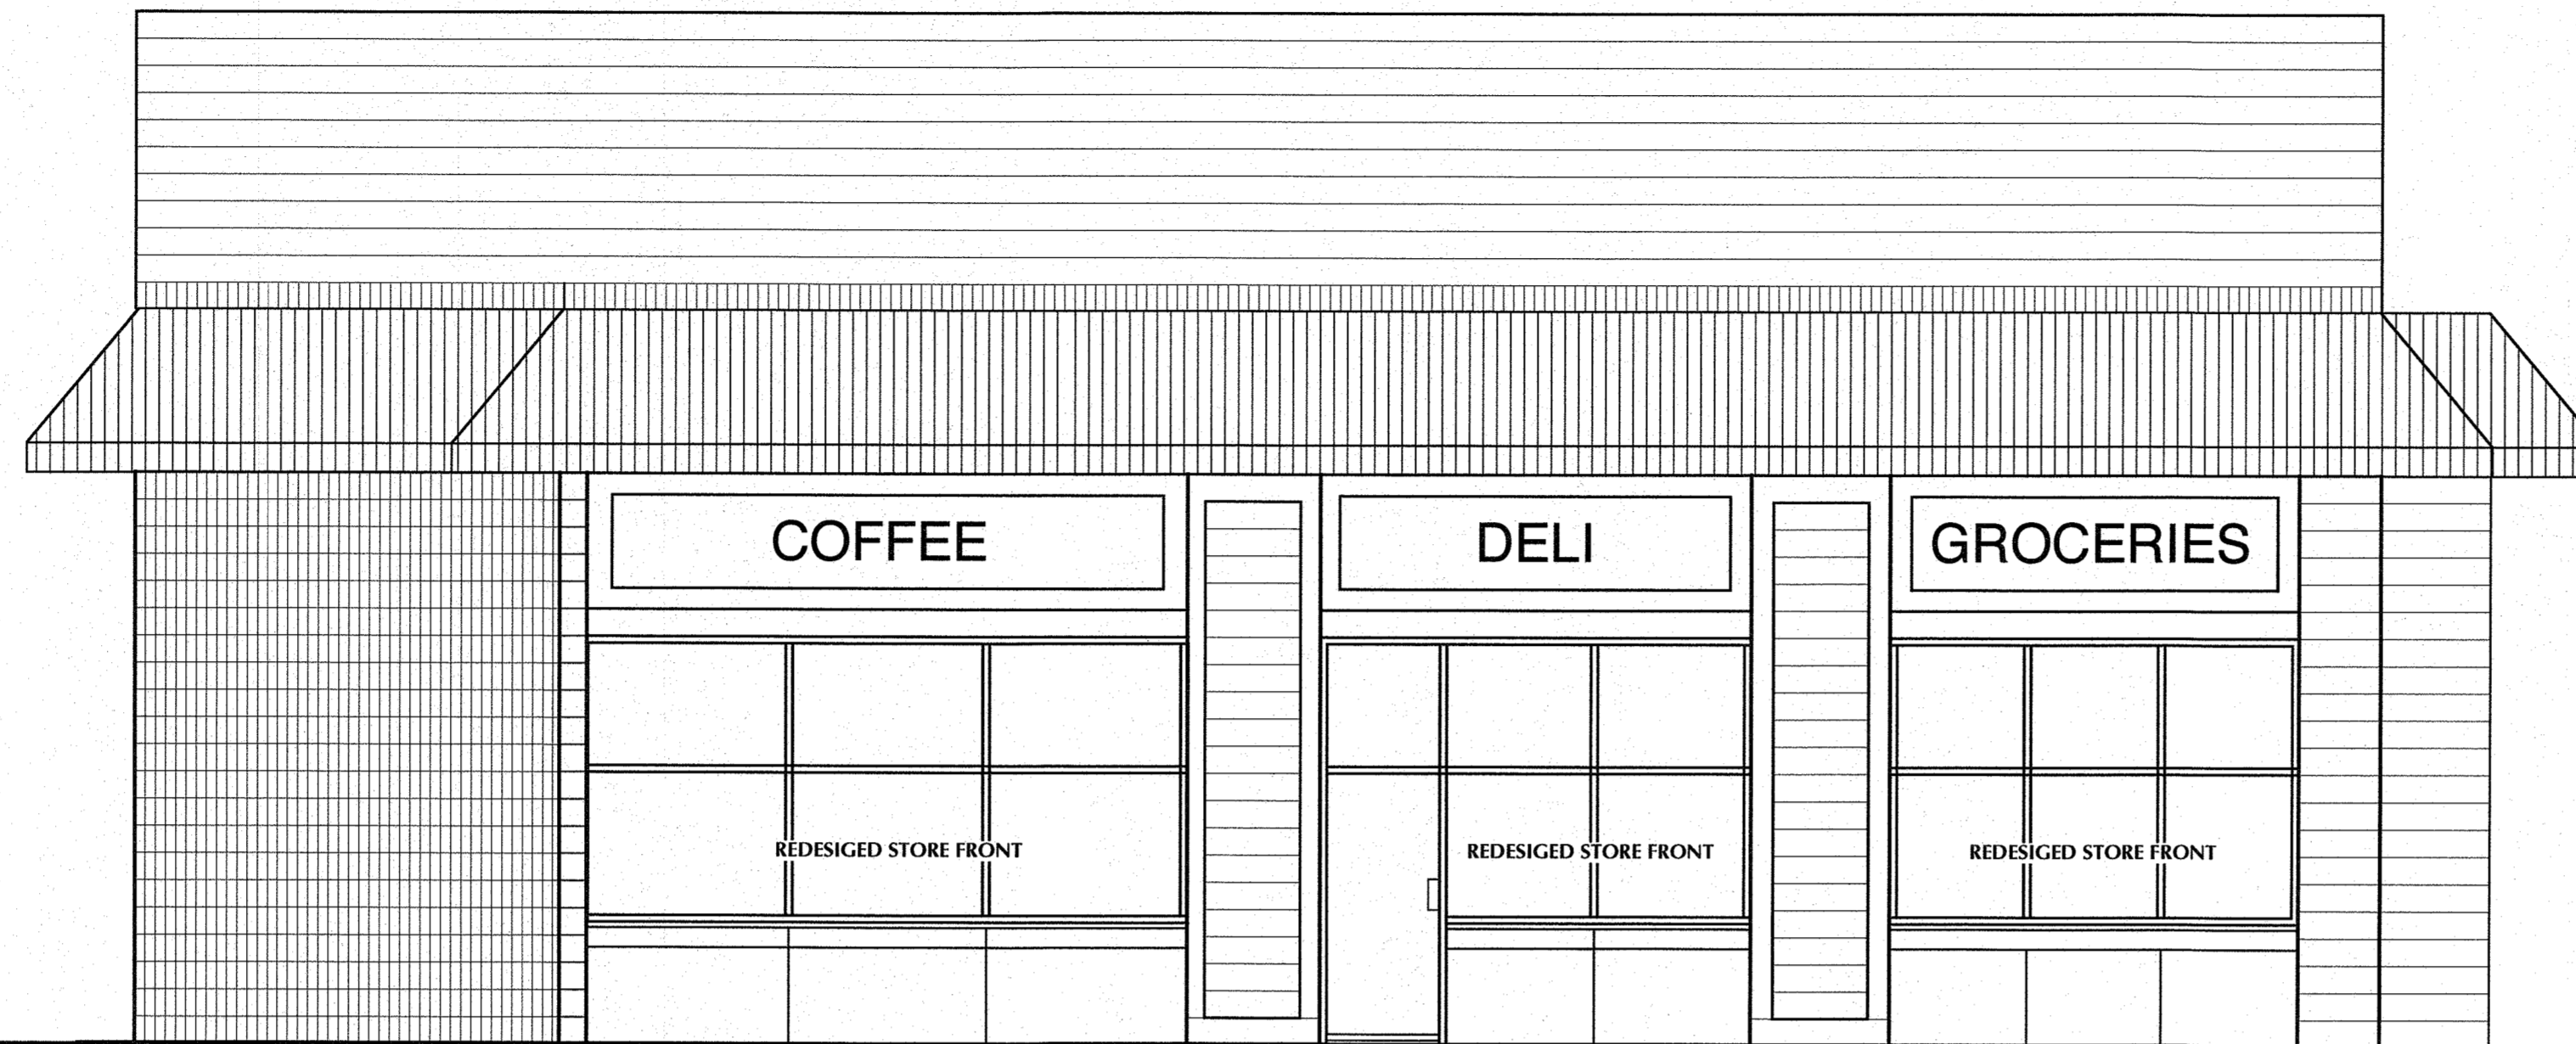 COFFEE
DELI
GROCERIES
REDESIGED STORE FRONT
REDESIGED STORE FRONT
REDESIGED STORE FRONT